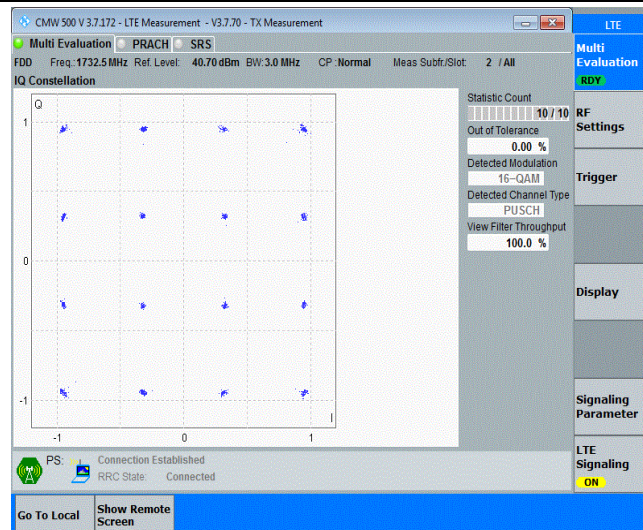 CMW 500 V 3.7.172 - LTE Measurement - V3.7.70 - TX Measurement
LTE
Multi Evaluation PRACH SRS
FDD Freq.: 1732.5 MHz Ref. Level: 40.70 dBm BW: 3.0 MHz CP : Normal Meas Subfr./Slot: 2 / All
IQ Constellation
Q
1
0
-1
-1 0 1
I
Statistic Count
10 / 10
Out of Tolerance
0.00 %
Detected Modulation
16-QAM
Detected Channel Type
PUSCH
View Filter Throughput
100.0 %
Multi
Evaluation
RDY
RF
Settings
Trigger
Display
Signaling
Parameter
LTE
Signaling
ON
PS: Connection Established
RRC State: Connected
Go To Local
Show Remote
Screen